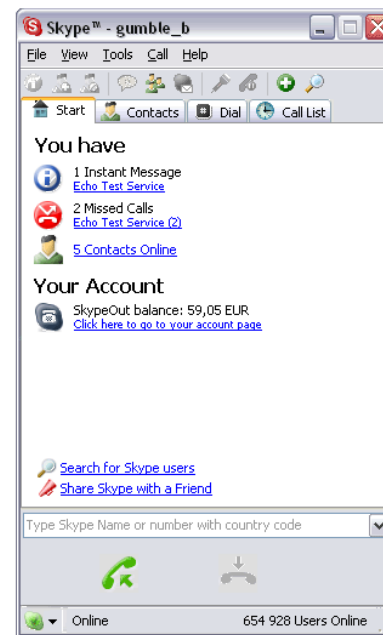 Skype™ - gumble_b
File View Tools Call Help
Start Contacts Dial Call List
You have
1 Instant Message
Echo Test Service
2 Missed Calls
Echo Test Service (2)
5 Contacts Online
Your Account
SkypeOut balance: 59,05 EUR
Click here to go to your account page
Search for Skype users
Share Skype with a Friend
Type Skype Name or number with country code
Online 654 928 Users Online